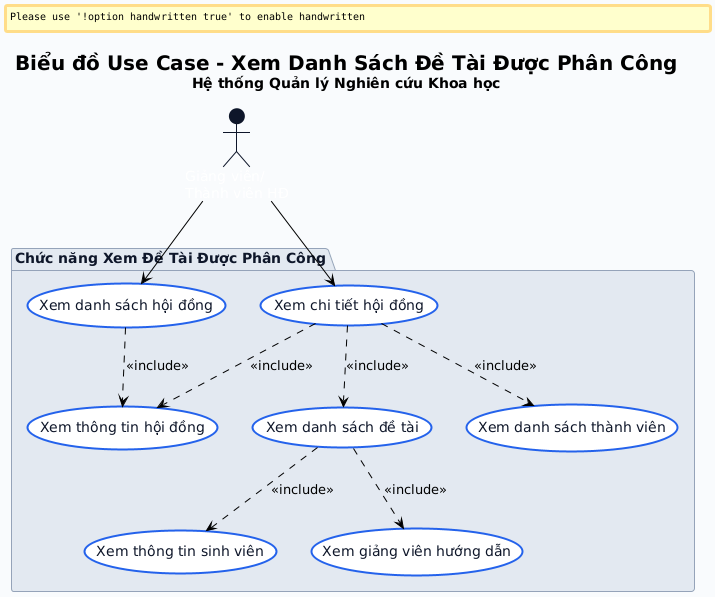 Please use '!option handwritten true' to enable handwritten
Biểu đồ Use Case - Xem Danh Sách Đề Tài Được Phân Công
Hệ thống Quản lý Nghiên cứu Khoa học
Chức năng Xem Đề Tài Được Phân Công
Xem danh sách hội đồng
Xem chi tiết hội đồng
«include»
«include»
«include»
«include»
Xem thông tin hội đồng
Xem danh sách đề tài
Xem danh sách thành viên
«include»
«include»
Xem thông tin sinh viên
Xem giảng viên hướng dẫn